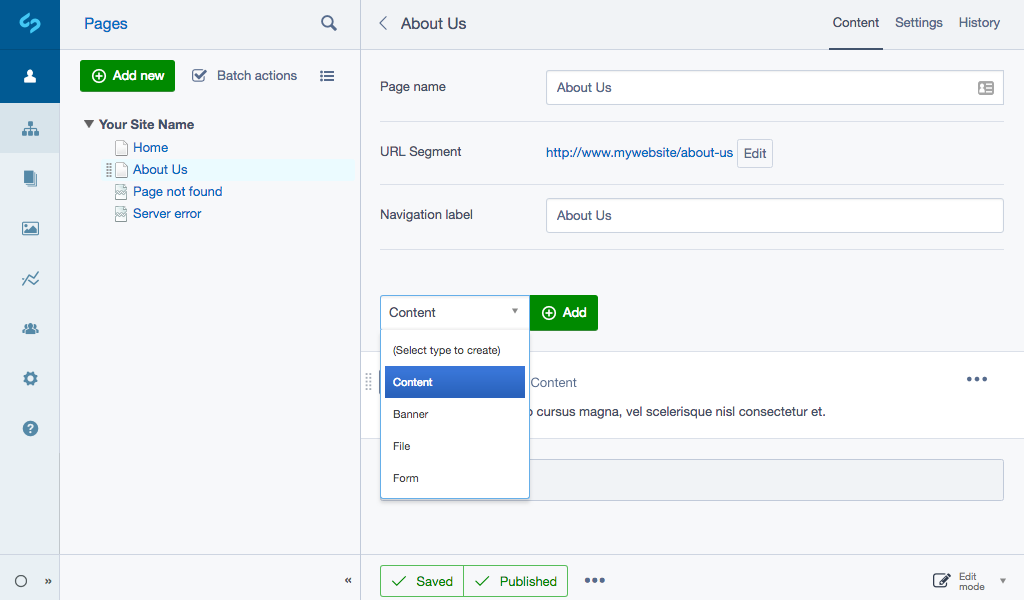 Pages
About Us
Content
Settings
History
Add new
Batch actions
Your Site Name
Home
About Us
Page not found
Server error
Page name
About Us
URL Segment
http://www.mywebsite/about-us
Edit
Navigation label
About Us
Content
Add
(Select type to create)
Content
Banner
File
Form
Content
cursus magna, vel scelerisque nisl consectetur et.
Saved
Published
Edit
mode